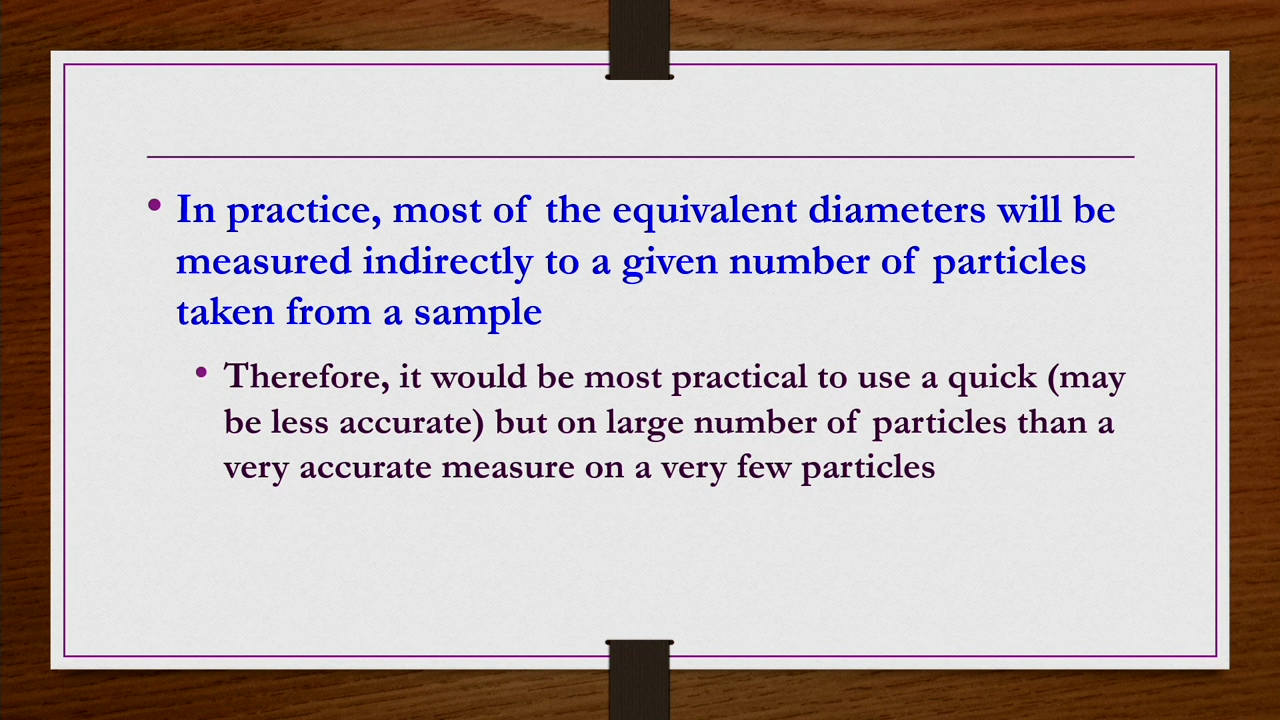 • In practice, most of the equivalent diameters will be
measured indirectly to a given number of particles
taken from a sample
• Therefore, it would be most practical to use a quick (may
be less accurate) but on large number of particles than a
very accurate measure on a very few particles